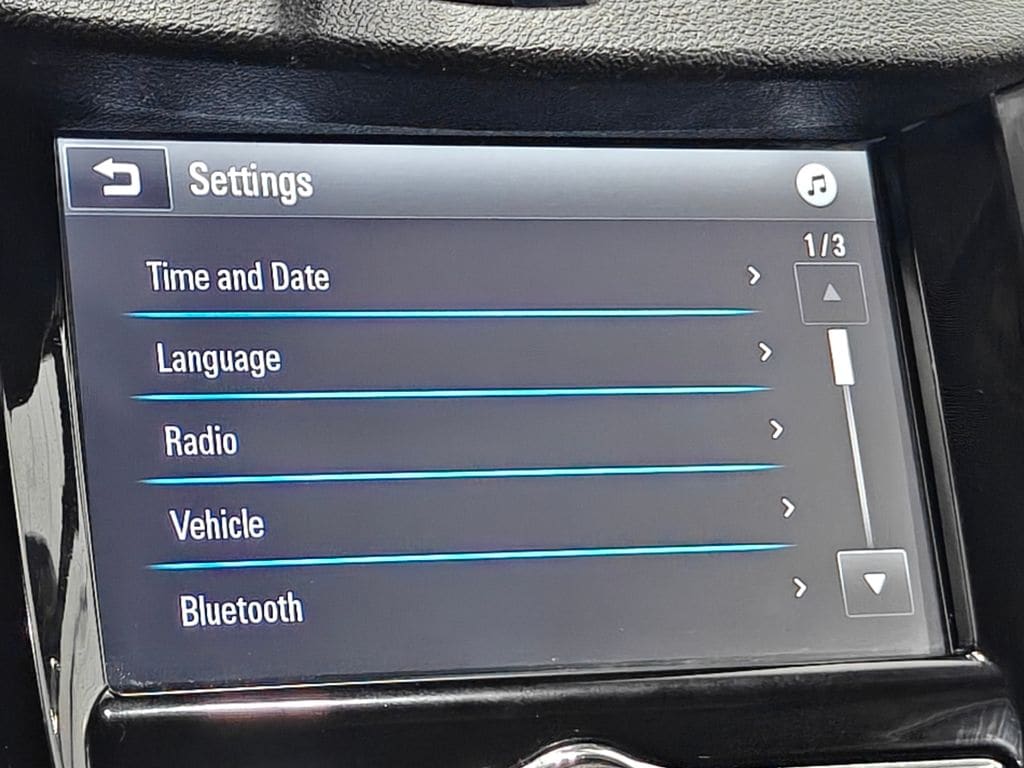 Settings
1/3
Time and Date
Language
Radio
Vehicle
Bluetooth